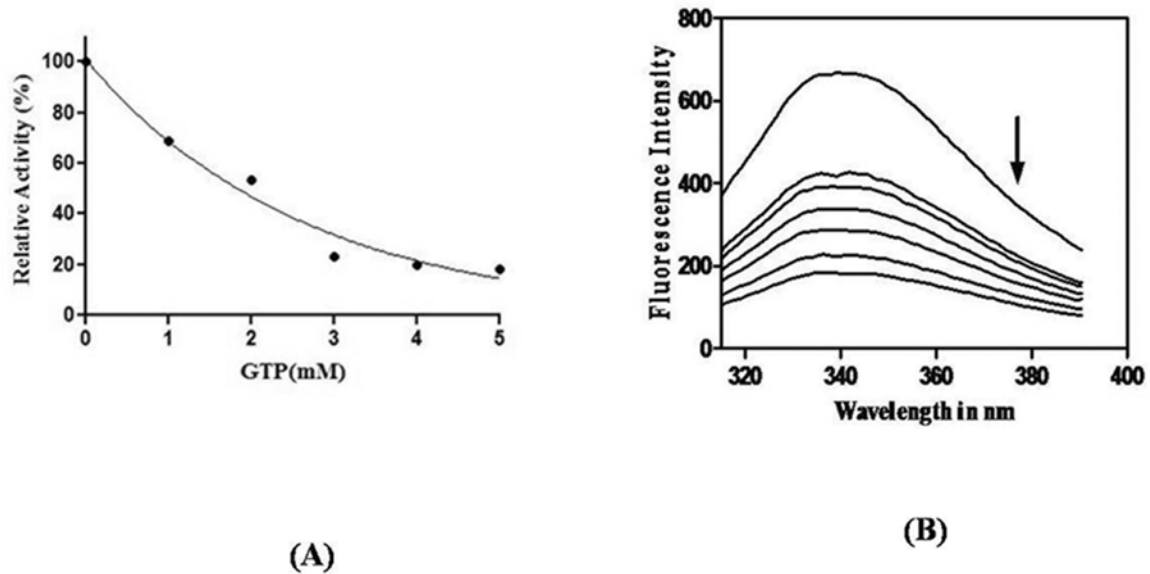 Relative Activity (%)
100
80
60
40
20
0
0 1 2 3 4 5
GTP(mM)
(A)
Fluorescence Intensity
800
600
400
200
0
320 340 360 380 400
Wavelength in nm
(B)